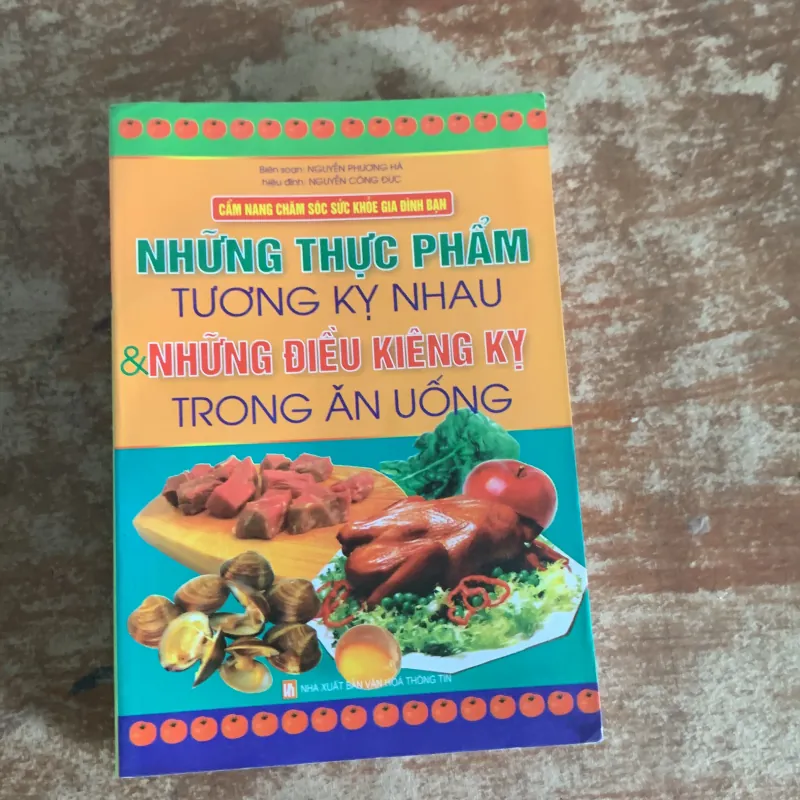 Biên soạn: NGUYỄN PHƯƠNG HÀ
hiệu đính: NGUYỄN CÔNG ĐỨC
CẨM NANG CHĂM SÓC SỨC KHỎE GIA ĐÌNH BẠN
NHỮNG THỰC PHẨM
TƯƠNG KỴ NHAU
& NHỮNG ĐIỀU KIÊNG KỴ
TRONG ĂN UỐNG
NHÀ XUẤT BẢN VĂN HOÁ THÔNG TIN